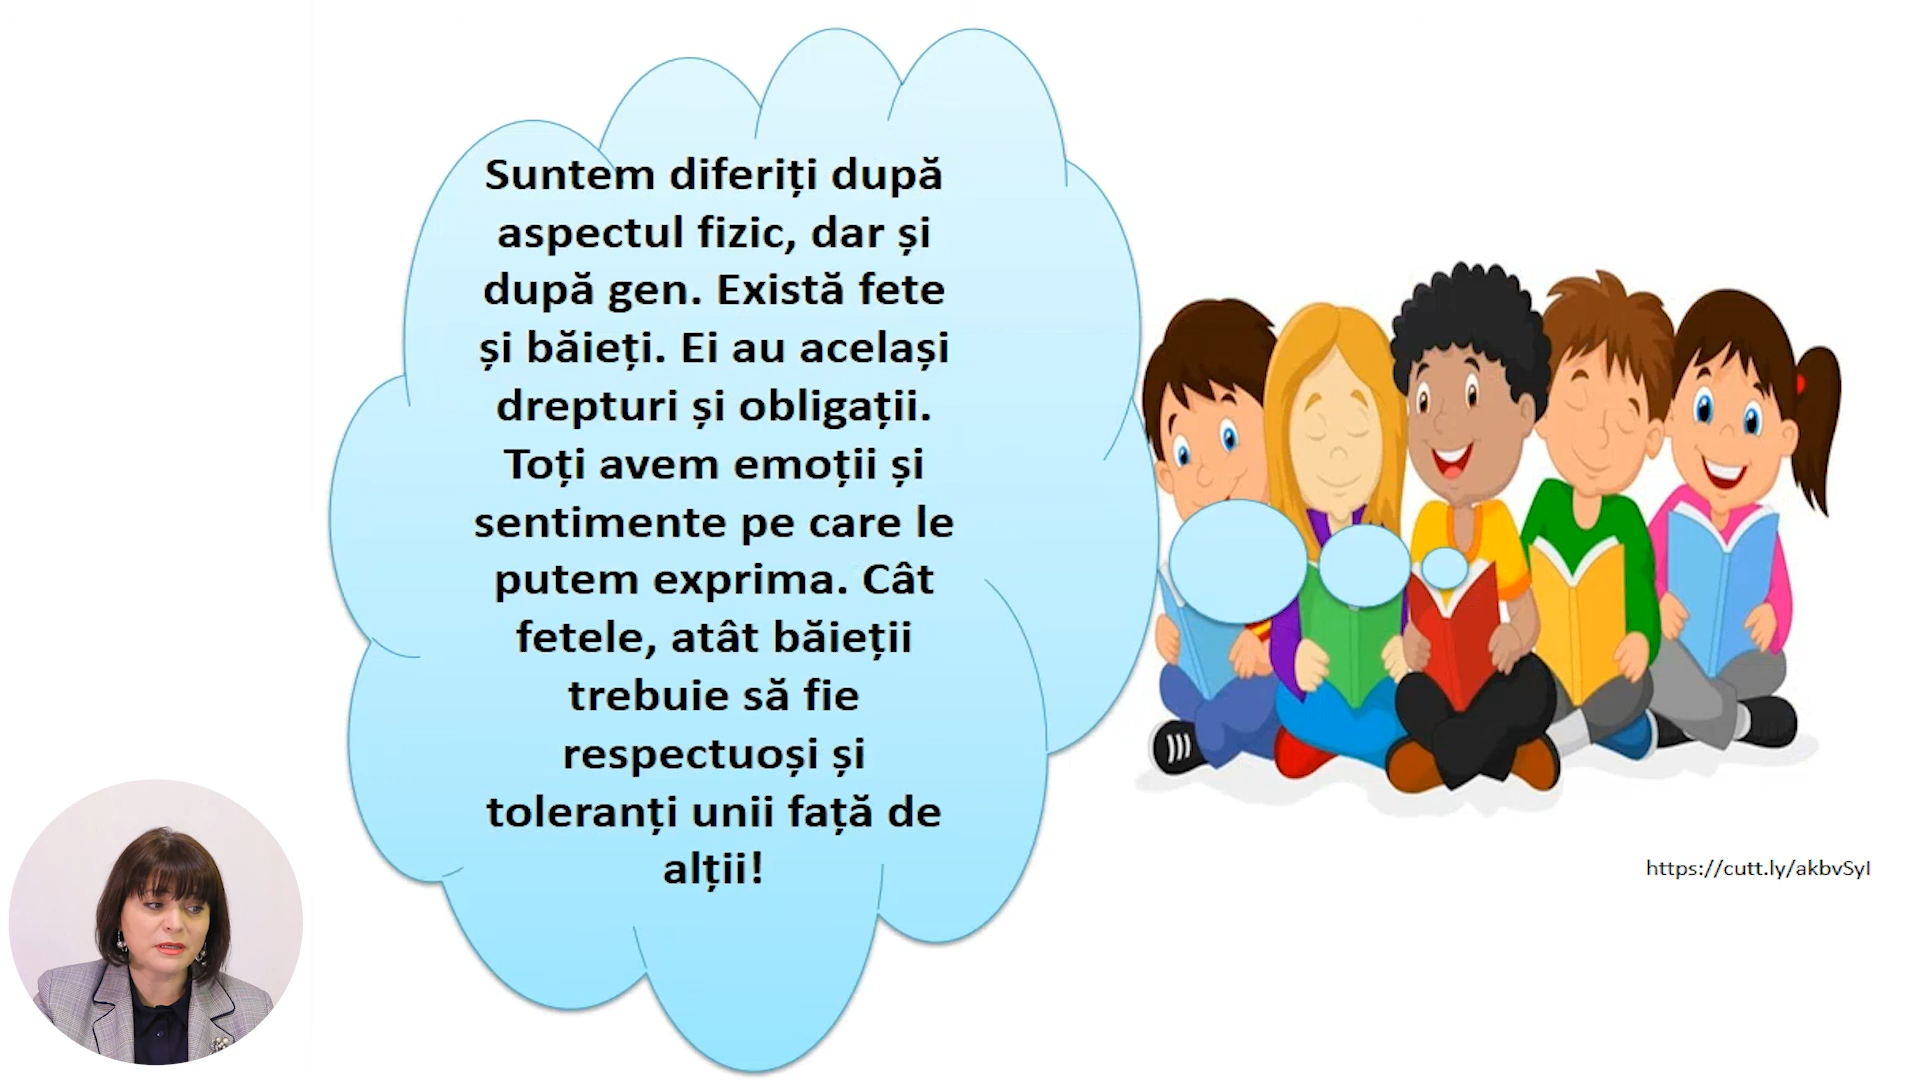 Suntem diferiți după
aspectul fizic, dar și
după gen. Există fete
și băieți. Ei au același
drepturi și obligații.
Toți avem emoții și
sentimente pe care le
putem exprima. Cât
fetele, atât băieții
trebuie să fie
respectuoși și
toleranți unii față de
alții!
https://cutt.ly/akbvSyI